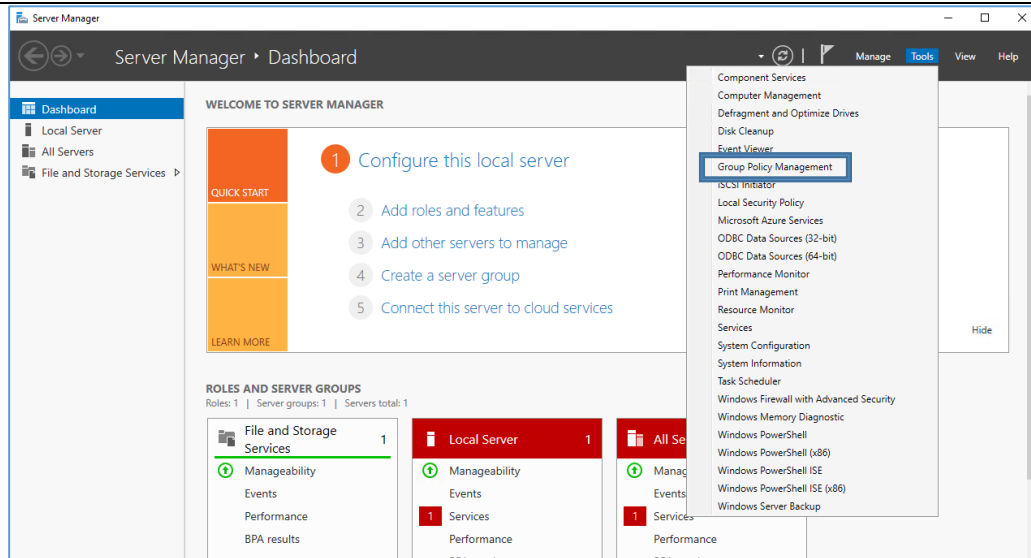 Server Manager
Server Manager • Dashboard
Manage
Tools
View
Help
Dashboard
Local Server
All Servers
File and Storage Services
WELCOME TO SERVER MANAGER
QUICK START
WHAT'S NEW
LEARN MORE
1 Configure this local server
2 Add roles and features
3 Add other servers to manage
4 Create a server group
5 Connect this server to cloud services
Hide
Component Services
Computer Management
Defragment and Optimize Drives
Disk Cleanup
Event Viewer
Group Policy Management
iSCSI Initiator
Local Security Policy
Microsoft Azure Services
ODBC Data Sources (32-bit)
ODBC Data Sources (64-bit)
Performance Monitor
Print Management
Resource Monitor
Services
System Configuration
System Information
Task Scheduler
Windows Firewall with Advanced Security
Windows Memory Diagnostic
Windows PowerShell
Windows PowerShell (x86)
Windows PowerShell ISE
Windows PowerShell ISE (x86)
Windows Server Backup
ROLES AND SERVER GROUPS
Roles: 1 | Server groups: 1 | Servers total: 1
File and Storage
Services
1
Manageability
Events
Performance
BPA results
Local Server 1
Manageability
Events
1 Services
Performance
All Se
Manag
Events
1 Services
Performance